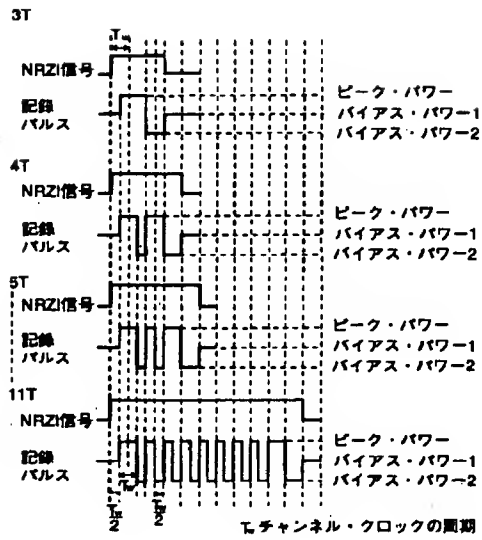 3T
Tw
NRZI信号
記録
パルス
ピーク・パワー
バイアス・パワー1
バイアス・パワー2
4T
NRZI信号
記録
パルス
ピーク・パワー
バイアス・パワー1
バイアス・パワー2
5T
NRZI信号
記録
パルス
ピーク・パワー
バイアス・パワー1
バイアス・パワー2
11T
NRZI信号
記録
パルス
ピーク・パワー
バイアス・パワー1
バイアス・パワー2
Tw
2
2
Tw チャンネル・クロックの周期